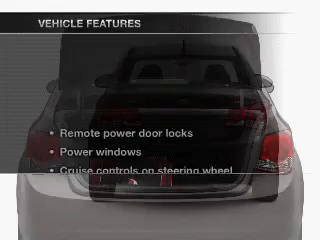 VEHICLE FEATURES
• Remote power door locks
• Power windows
• Cruise controls on steering wheel